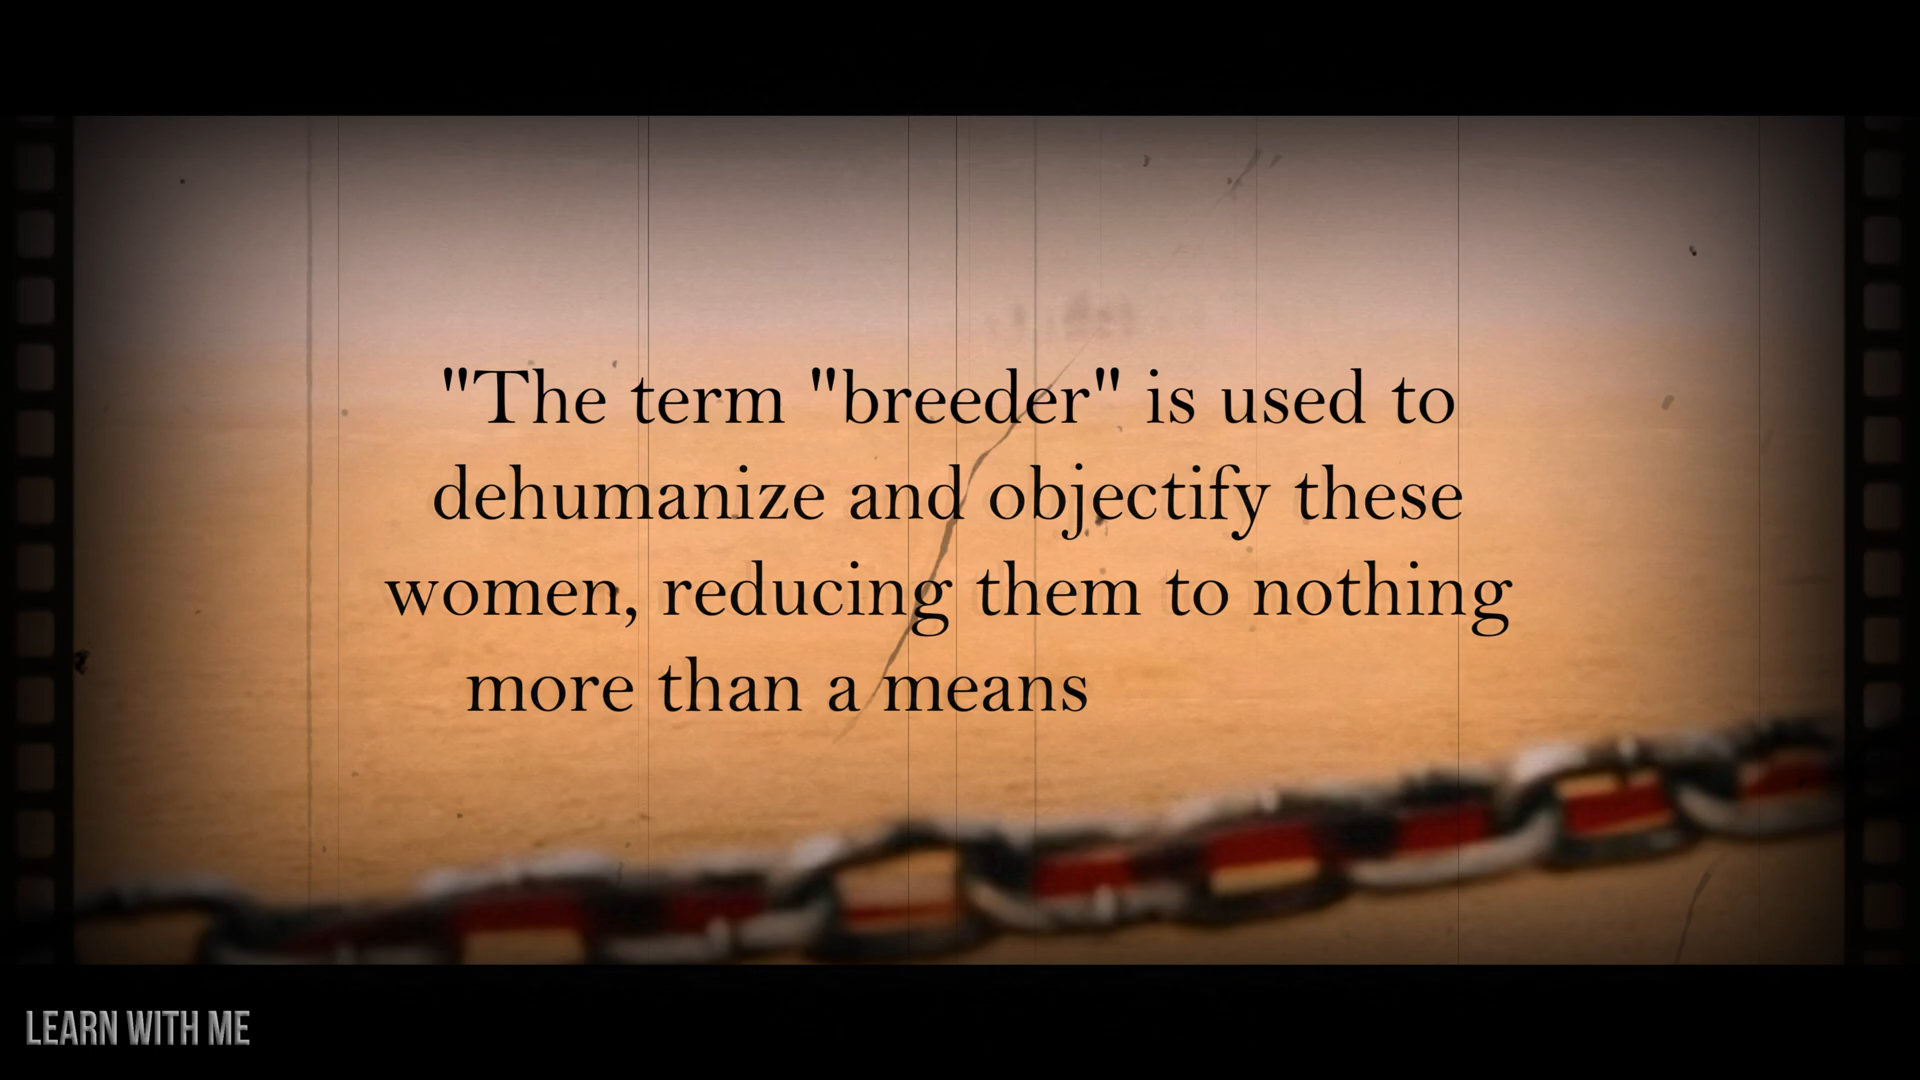 "The term "breeder" is used to
dehumanize and objectify these
women, reducing them to nothing
more than a means
LEARN WITH ME